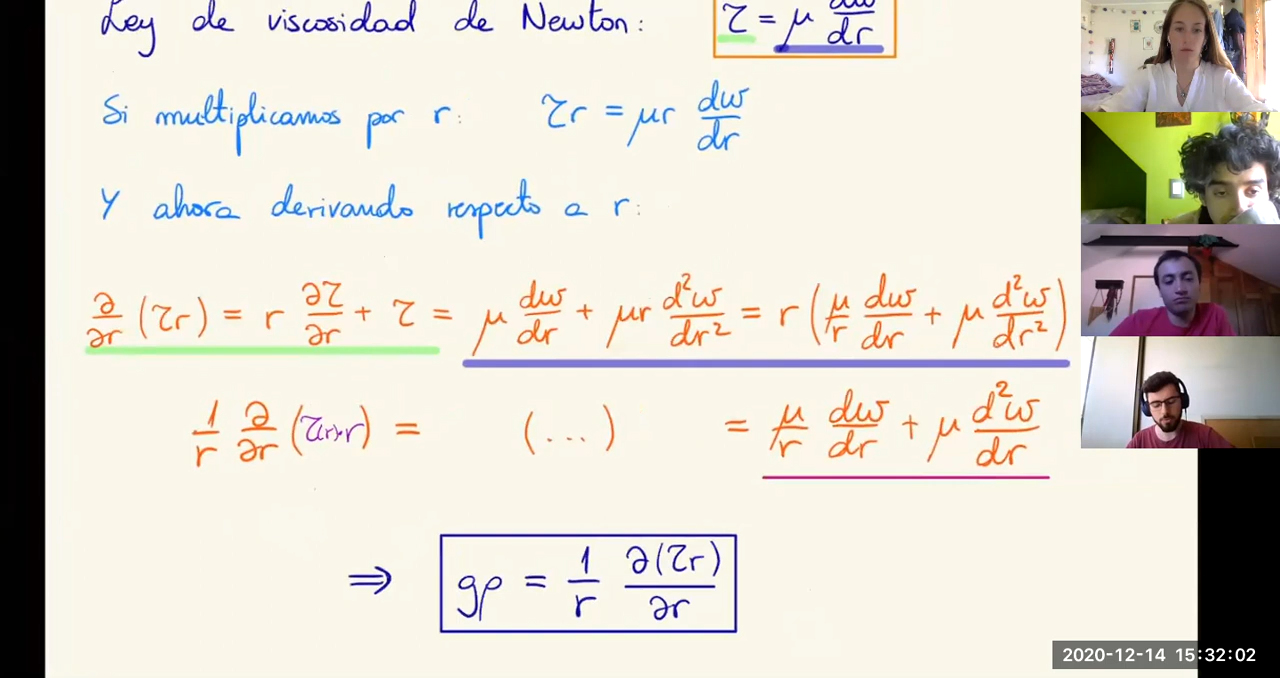 Ley de viscosidad de Newton: τ = μ dw/dr
Si multiplicamos por r: τr = μr dw/dr
Y ahora derivando respecto a r:
∂/∂r (τr) = r ∂τ/∂r + τ = μ dw/dr + μr d²w/dr² = r (μ/r dw/dr + μ d²w/dr²)
1/r ∂/∂r (τ(r)·r) = (...) = μ/r dw/dr + μ d²w/dr
⇒ gρ = 1/r ∂(τr)/∂r
2020-12-14 15:32:02